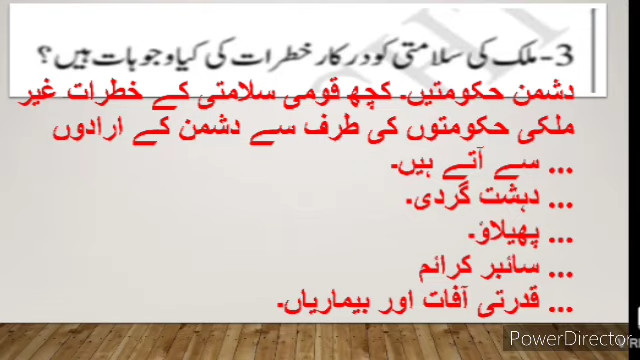 3- ملک کی سلامتی کو درکار خطرات کی کیا وجوہات ہیں؟
دشمن حکومتیں۔ کچھ قومی سلامتی کے خطرات غیر
ملکی حکومتوں کی طرف سے دشمن کے ارادوں
... سے آتے ہیں۔
... دہشت گردی۔
... پھیلاؤ۔
... سائبر کرائم
... قدرتی آفات اور بیماریاں۔
PowerDirector